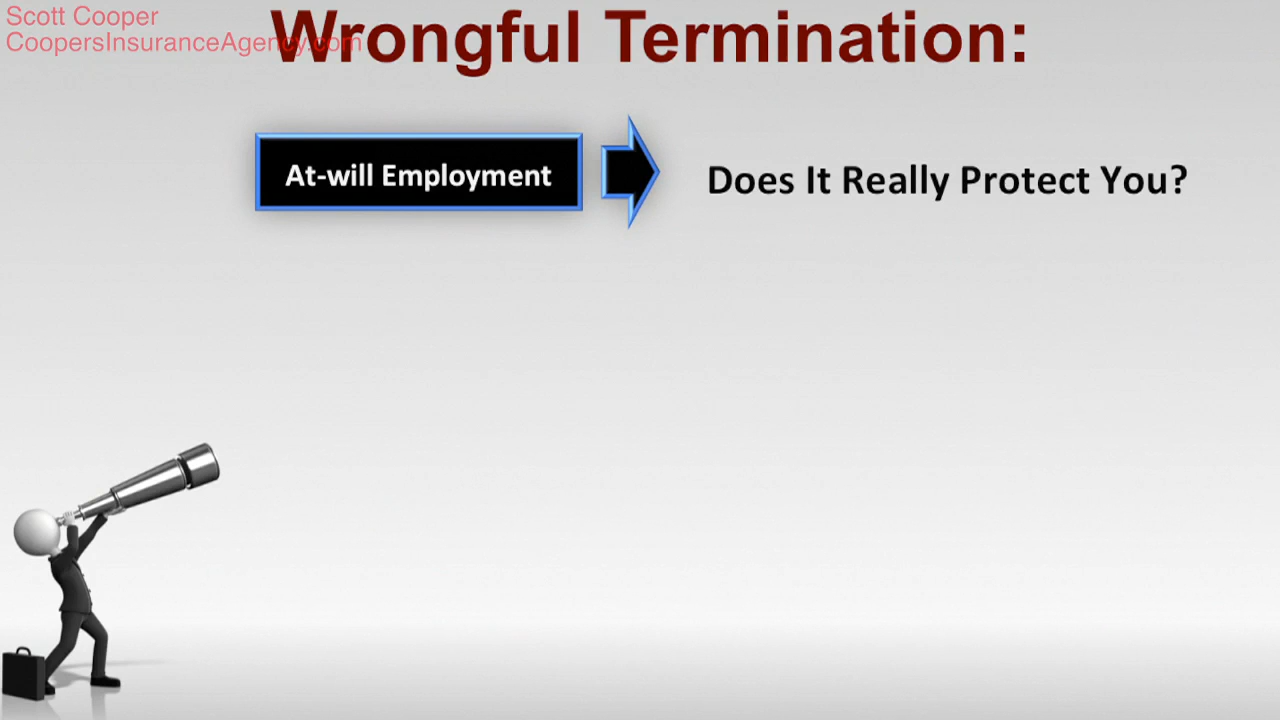 Scott Cooper
CoopersInsuranceAgency.com
Wrongful Termination:
At-will Employment
Does It Really Protect You?